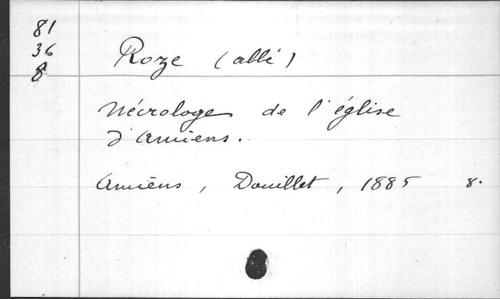 81
36
8
Roze (abbé)
Nécrologe de l'église
d'Amiens.
Amiens, Douillet, 1885 8.